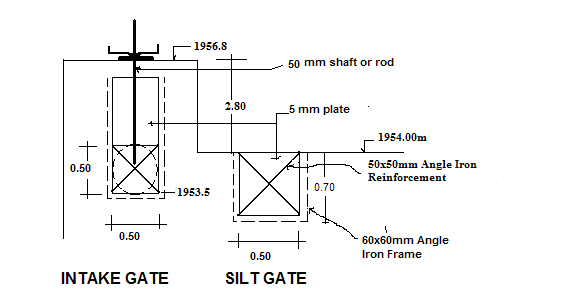 1956.8
50 mm shaft or rod
2.80
5 mm plate
1954.00m
0.50
50x50mm Angle Iron
Reinforcement
0.70
1953.5
0.50
0.50
60x60mm Angle
Iron Frame
INTAKE GATE
SILT GATE